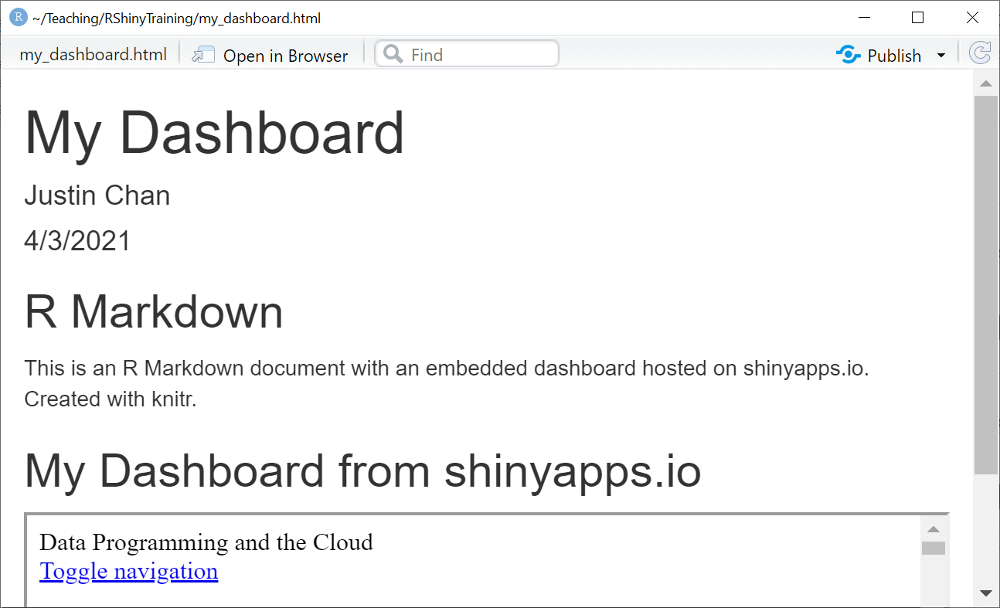 R ~/Teaching/RShinyTraining/my_dashboard.html
my_dashboard.html Open in Browser Find Publish
My Dashboard
Justin Chan
4/3/2021
R Markdown
This is an R Markdown document with an embedded dashboard hosted on shinyapps.io.
Created with knitr.
My Dashboard from shinyapps.io
Data Programming and the Cloud
Toggle navigation